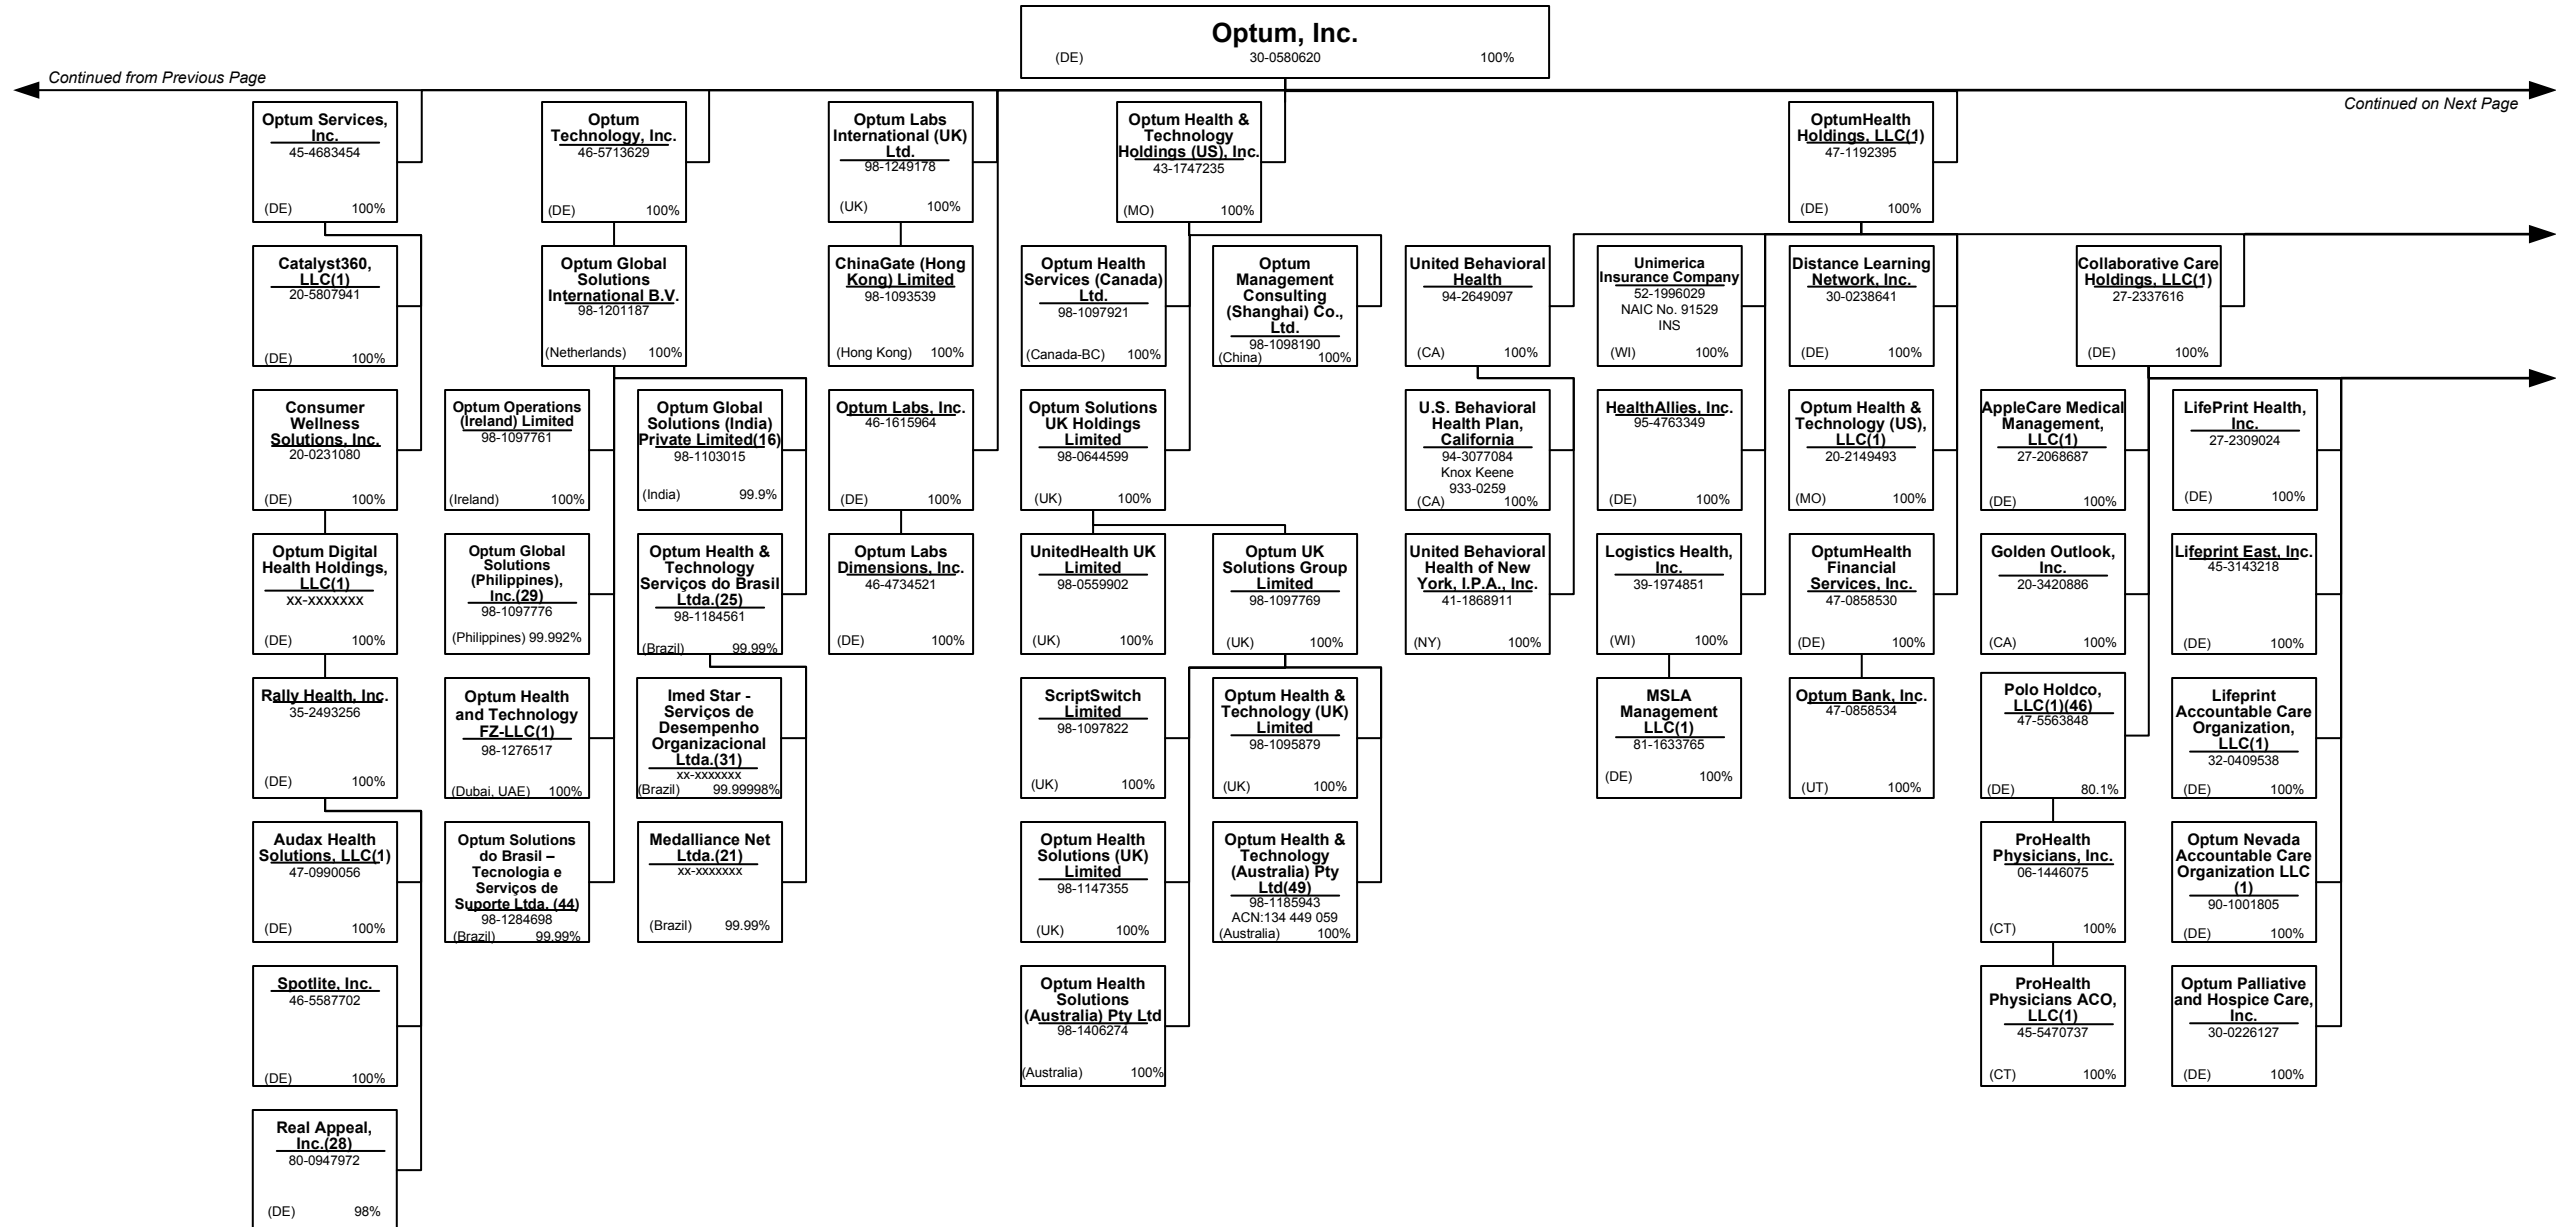 Optum, Inc.
(DE) 30-0580620 100%
Continued from Previous Page
Continued on Next Page
Optum Services,
Inc.
45-4683454
(DE) 100%
Optum
Technology, Inc.
46-5713629
(DE) 100%
Optum Labs
International (UK)
Ltd.
98-1249178
(UK) 100%
Optum Health &
Technology
Holdings (US), Inc.
43-1747235
(MO) 100%
OptumHealth
Holdings, LLC(1)
47-1192395
(DE) 100%
Catalyst360,
LLC(1)
20-5807941
(DE) 100%
Optum Global
Solutions
International B.V.
98-1201187
(Netherlands) 100%
ChinaGate (Hong
Kong) Limited
98-1093539
(Hong Kong) 100%
Optum Health
Services (Canada)
Ltd.
98-1097921
(Canada-BC) 100%
Optum
Management
Consulting
(Shanghai) Co.,
Ltd.
98-1098190
(China) 100%
United Behavioral
Health
94-2649097
(CA) 100%
Unimerica
Insurance Company
52-1996029
NAIC No. 91529
INS
(WI) 100%
Distance Learning
Network, Inc.
30-0238641
(DE) 100%
Collaborative Care
Holdings, LLC(1)
27-2337616
(DE) 100%
Consumer
Wellness
Solutions, Inc.
20-0231080
(DE) 100%
Optum Operations
(Ireland) Limited
98-1097761
(Ireland) 100%
Optum Global
Solutions (India)
Private Limited(16)
98-1103015
(India) 99.9%
Optum Labs, Inc.
46-1615964
(DE) 100%
Optum Solutions
UK Holdings
Limited
98-0644599
(UK) 100%
U.S. Behavioral
Health Plan,
California
94-3077084
Knox Keene
933-0259
(CA) 100%
HealthAllies, Inc.
95-4763349
(DE) 100%
Optum Health &
Technology (US),
LLC(1)
20-2149493
(MO) 100%
AppleCare Medical
Management,
LLC(1)
27-2068687
(DE) 100%
LifePrint Health,
Inc.
27-2309024
(DE) 100%
Optum Digital
Health Holdings,
LLC(1)
xx-xxxxxxx
(DE) 100%
Optum Global
Solutions
(Philippines),
Inc.(29)
98-1097776
(Philippines) 99.992%
Optum Health &
Technology
Serviços do Brasil
Ltda.(25)
98-1184561
(Brazil) 99.99%
Optum Labs
Dimensions, Inc.
46-4734521
(DE) 100%
UnitedHealth UK
Limited
98-0559902
(UK) 100%
Optum UK
Solutions Group
Limited
98-1097769
(UK) 100%
United Behavioral
Health of New
York, I.P.A., Inc.
41-1868911
(NY) 100%
Logistics Health,
Inc.
39-1974851
(WI) 100%
OptumHealth
Financial
Services, Inc.
47-0858530
(DE) 100%
Golden Outlook,
Inc.
20-3420886
(CA) 100%
Lifeprint East, Inc.
45-3143218
(DE) 100%
Rally Health, Inc.
35-2493256
(DE) 100%
Optum Health
and Technology
FZ-LLC(1)
98-1276517
(Dubai, UAE) 100%
Imed Star -
Serviços de
Desempenho
Organizacional
Ltda.(31)
xx-xxxxxxx
(Brazil) 99.99998%
ScriptSwitch
Limited
98-1097822
(UK) 100%
Optum Health &
Technology (UK)
Limited
98-1095879
(UK) 100%
MSLA
Management
LLC(1)
81-1633765
(DE) 100%
Optum Bank, Inc.
47-0858534
(UT) 100%
Polo Holdco,
LLC(1)(46)
47-5563848
(DE) 80.1%
Lifeprint
Accountable Care
Organization,
LLC(1)
32-0409538
(DE) 100%
Audax Health
Solutions, LLC(1)
47-0990056
(DE) 100%
Optum Solutions
do Brasil –
Tecnologia e
Serviços de
Suporte Ltda. (44)
98-1284698
(Brazil) 99.99%
Medalliance Net
Ltda.(21)
xx-xxxxxxx
(Brazil) 99.99%
Optum Health
Solutions (UK)
Limited
98-1147355
(UK) 100%
Optum Health &
Technology
(Australia) Pty
Ltd(49)
98-1185943
ACN:134 449 059
(Australia) 100%
ProHealth
Physicians, Inc.
06-1446075
(CT) 100%
Optum Nevada
Accountable Care
Organization LLC
(1)
90-1001805
(DE) 100%
Spotlite, Inc.
46-5587702
(DE) 100%
Optum Health
Solutions
(Australia) Pty Ltd
98-1406274
(Australia) 100%
ProHealth
Physicians ACO,
LLC(1)
45-5470737
(CT) 100%
Optum Palliative
and Hospice Care,
Inc.
30-0226127
(DE) 100%
Real Appeal,
Inc.(28)
80-0947972
(DE) 98%